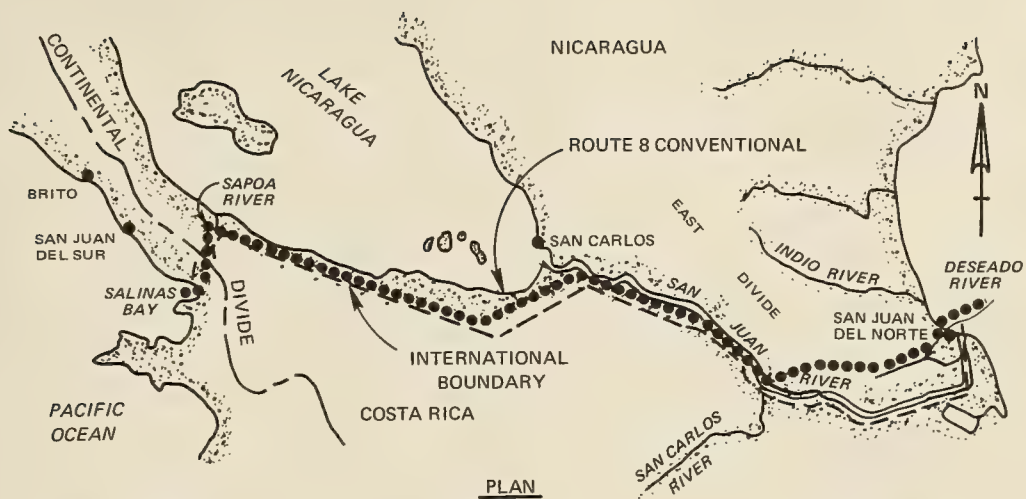 CONTINENTAL
DIVIDE
LAKE
NICARAGUA
NICARAGUA
N
ROUTE 8 CONVENTIONAL
BRITO
SAPOA
RIVER
SAN JUAN
DEL SUR
SALINAS
BAY
SAN CARLOS
EAST
DIVIDE
INDIO RIVER
DESEADO
RIVER
SAN JUAN
DEL NORTE
SAN
JUAN
RIVER
INTERNATIONAL
BOUNDARY
COSTA RICA
PACIFIC
OCEAN
SAN CARLOS
RIVER
PLAN